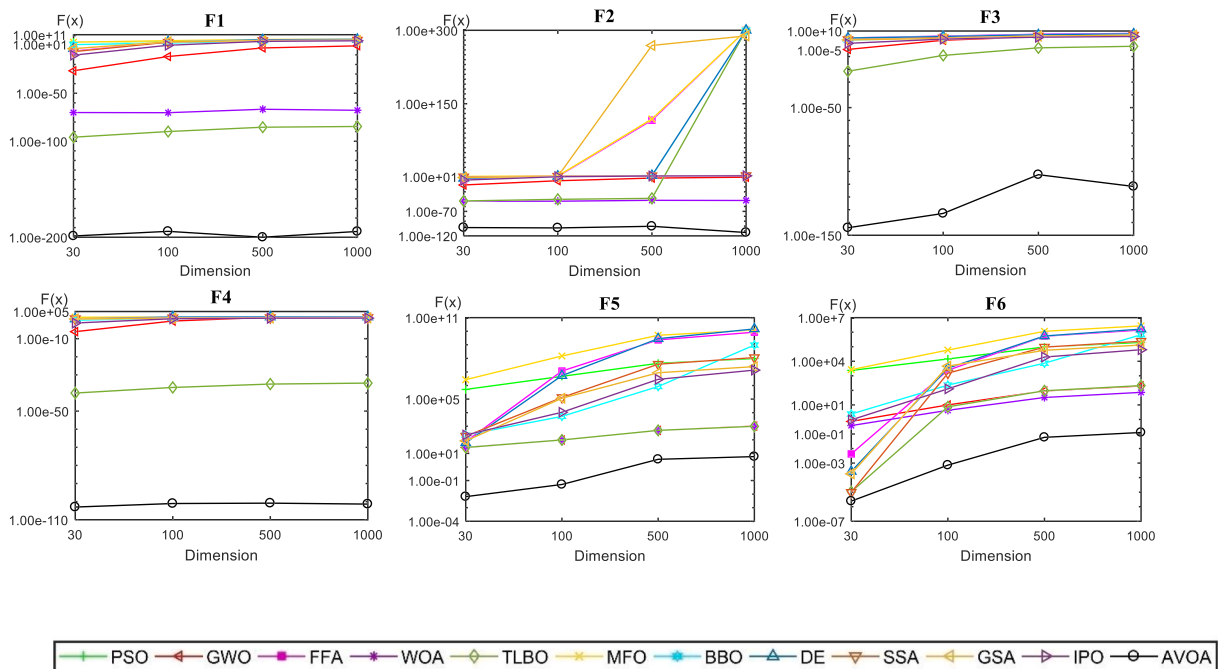 F(x) F1
1.00e+11
1.00e+01
1.00e-50
1.00e-100
1.00e-200
30 100 500 1000
Dimension
F2
1.00e+300
1.00e+150
1.00e+01
1.00e-70
1.00e-120
30 100 500 1000
Dimension
F(x) F3
1.00e+10
1.00e-5
1.00e-50
1.00e-150
30 100 500 1000
Dimension
F(x) F4
1.00e+05
1.00e-10
1.00e-50
1.00e-110
30 100 500 1000
Dimension
F(x) F5
1.00e+11
1.00e+05
1.00e+01
1.00e-01
1.00e-04
30 100 500 1000
Dimension
F(x) F6
1.00e+7
1.00e+04
1.00e+01
1.00e-01
1.00e-03
1.00e-07
30 100 500 1000
Dimension
PSO GWO FFA WOA TLBO MFO BBO DE SSA GSA IPO AVOA